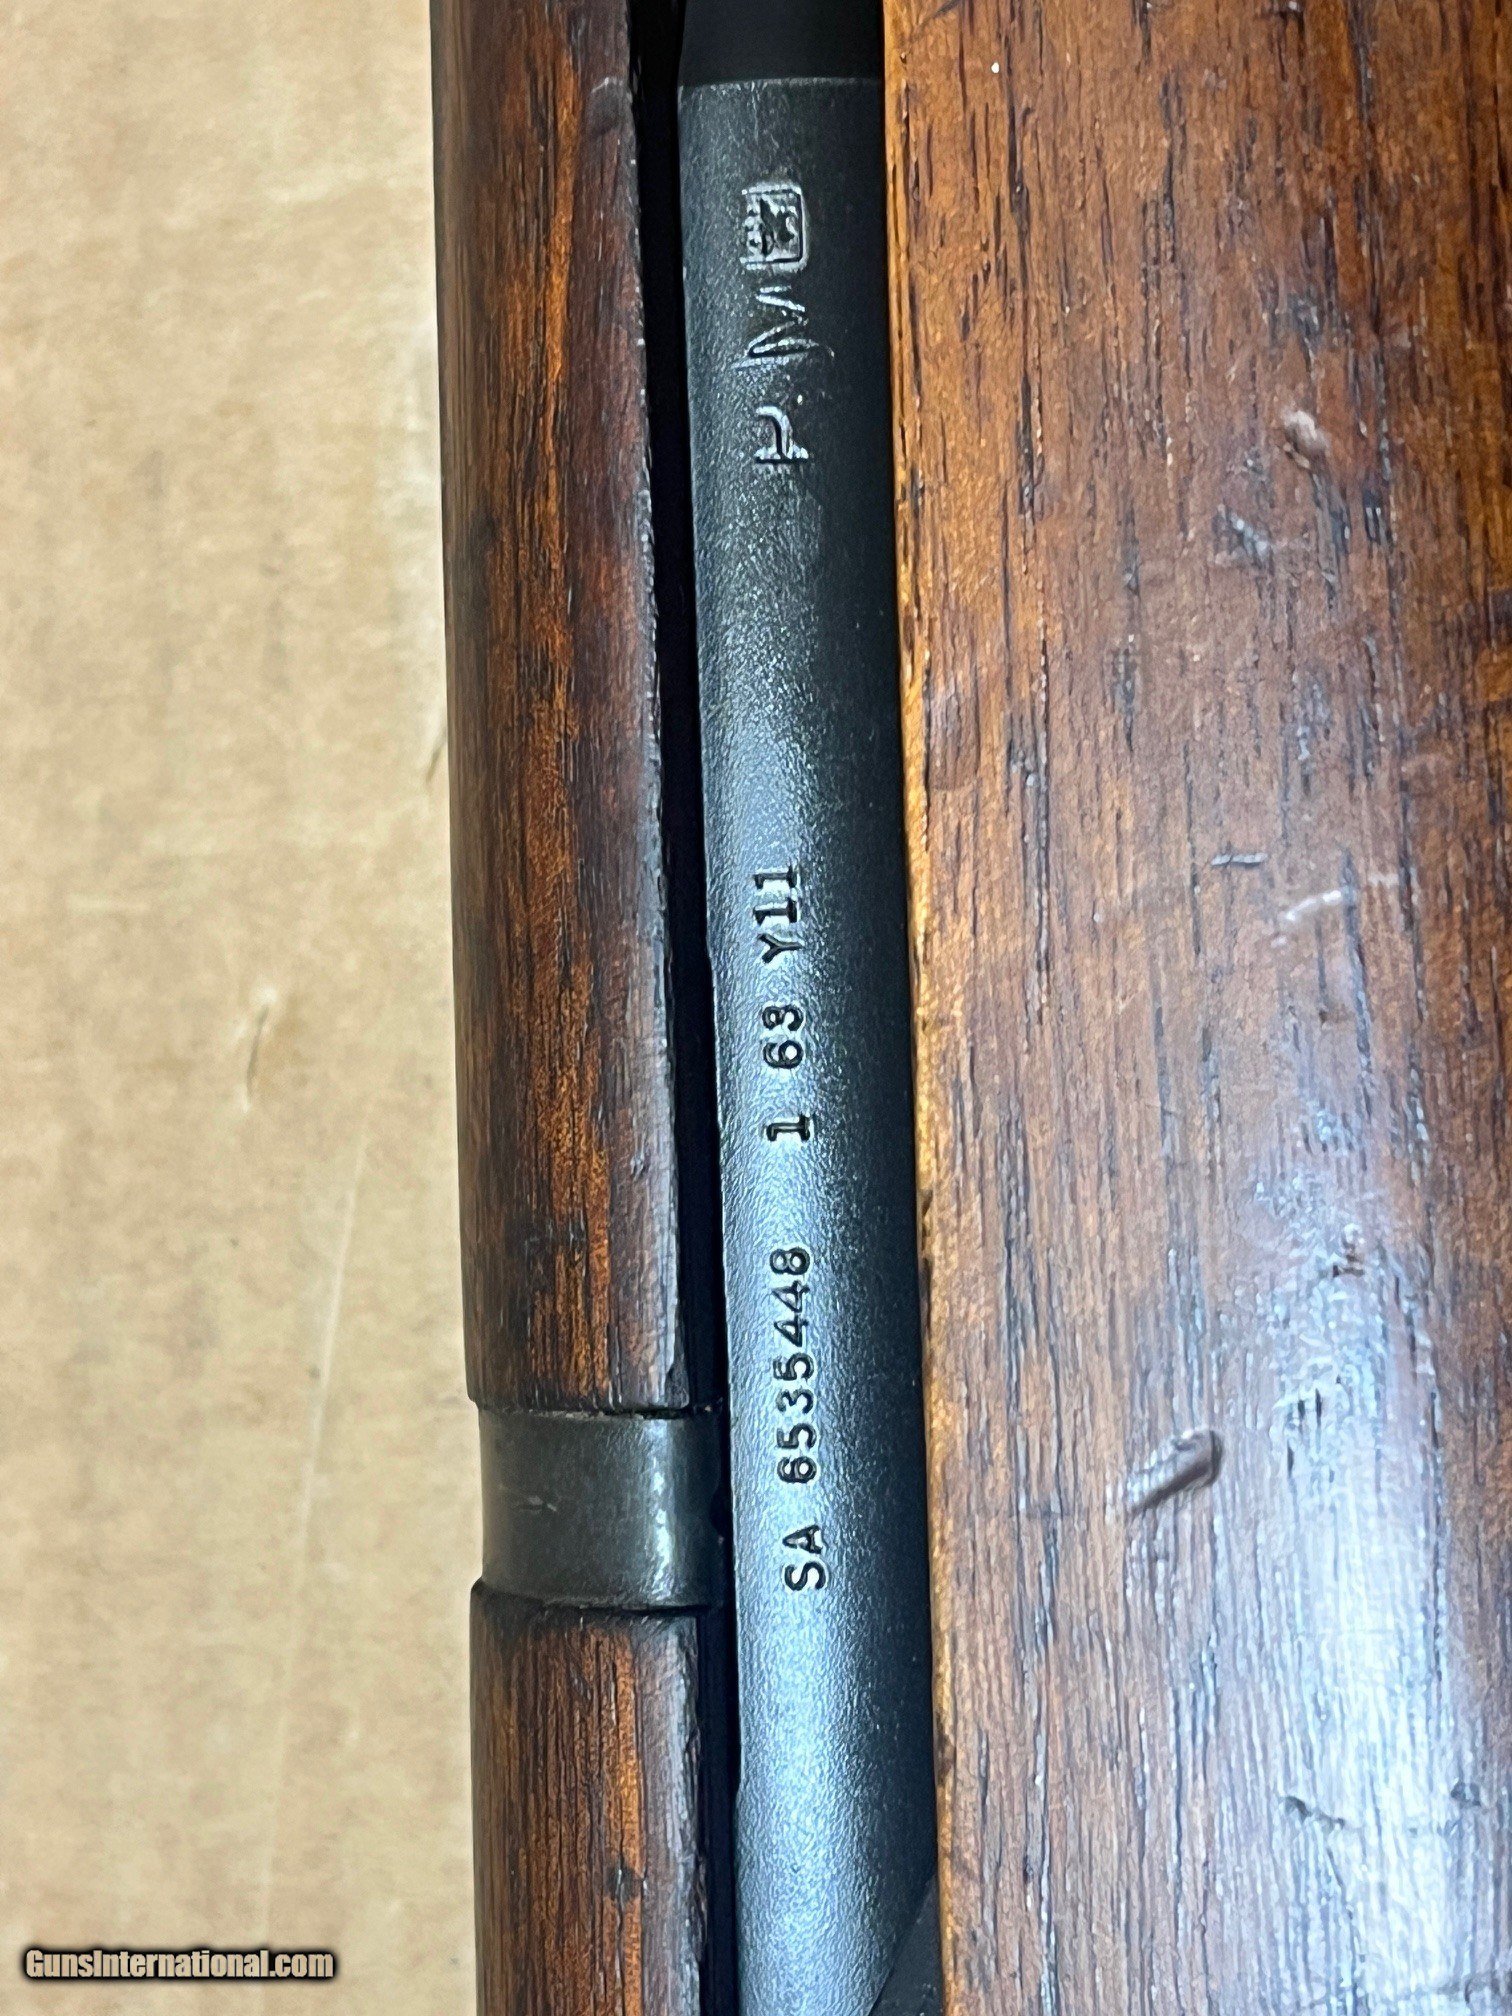 SA 6535448 1 63 Y11
P M
GunsInternational.com